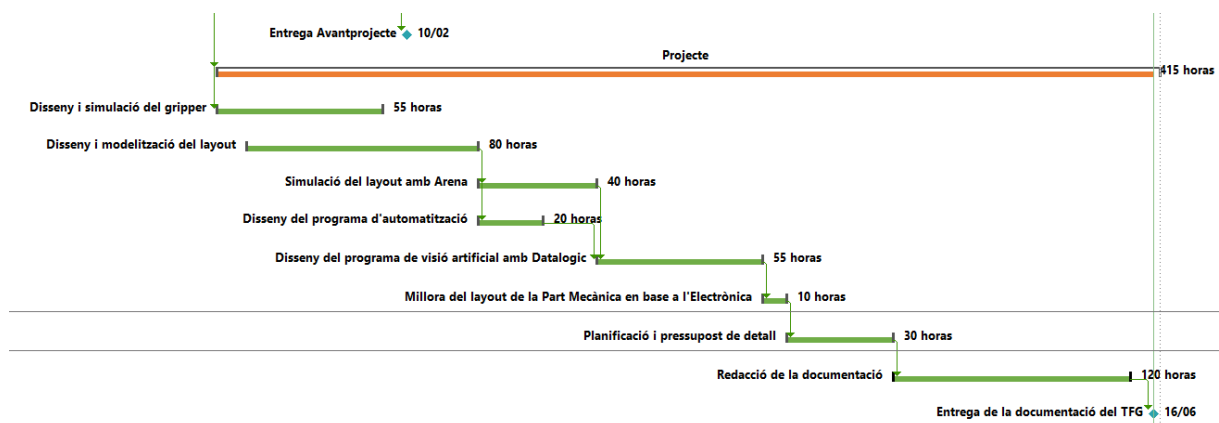 Entrega Avantprojecte 10/02
Projecte
415 horas
Disseny i simulació del gripper 55 horas
Disseny i modelització del layout 80 horas
Simulació del layout amb Arena 40 horas
Disseny del programa d'automatització 20 horas
Disseny del programa de visió artificial amb Datalogic 55 horas
Millora del layout de la Part Mecànica en base a l'Electrònica 10 horas
Planificació i pressupost de detall 30 horas
Redacció de la documentació 120 horas
Entrega de la documentació del TFG 16/06